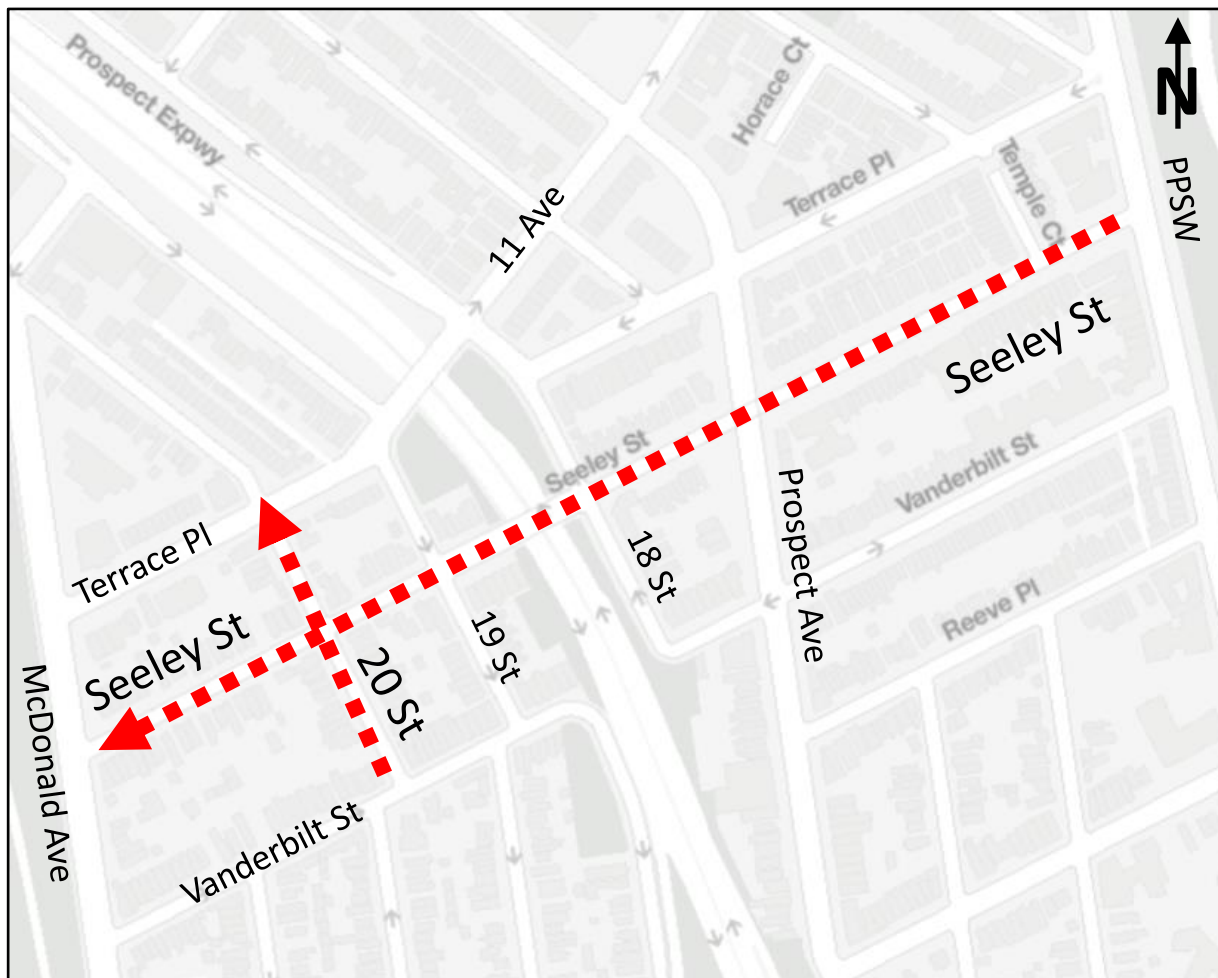 Prospect Expwy
Horace Ct
N
PPSW
11 Ave
Terrace Pl
Temple Ct
Seeley St
Seeley St
Vanderbilt St
Prospect Ave
18 St
Reeve Pl
Terrace Pl
Seeley St
19 St
20 St
McDonald Ave
Vanderbilt St